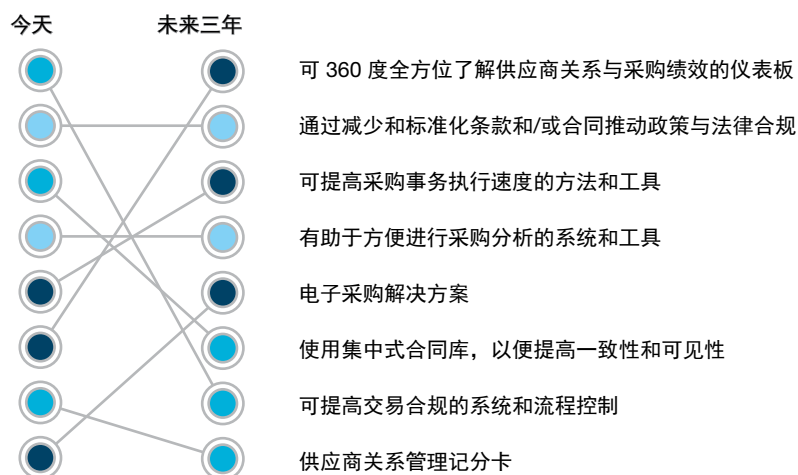 今天
未来三年
可 360 度全方位了解供应商关系与采购绩效的仪表板
通过减少和标准化条款和/或合同推动政策与法律合规
可提高采购事务执行速度的方法和工具
有助于方便进行采购分析的系统和工具
电子采购解决方案
使用集中式合同库，以便提高一致性和可见性
可提高交易合规的系统和流程控制
供应商关系管理记分卡